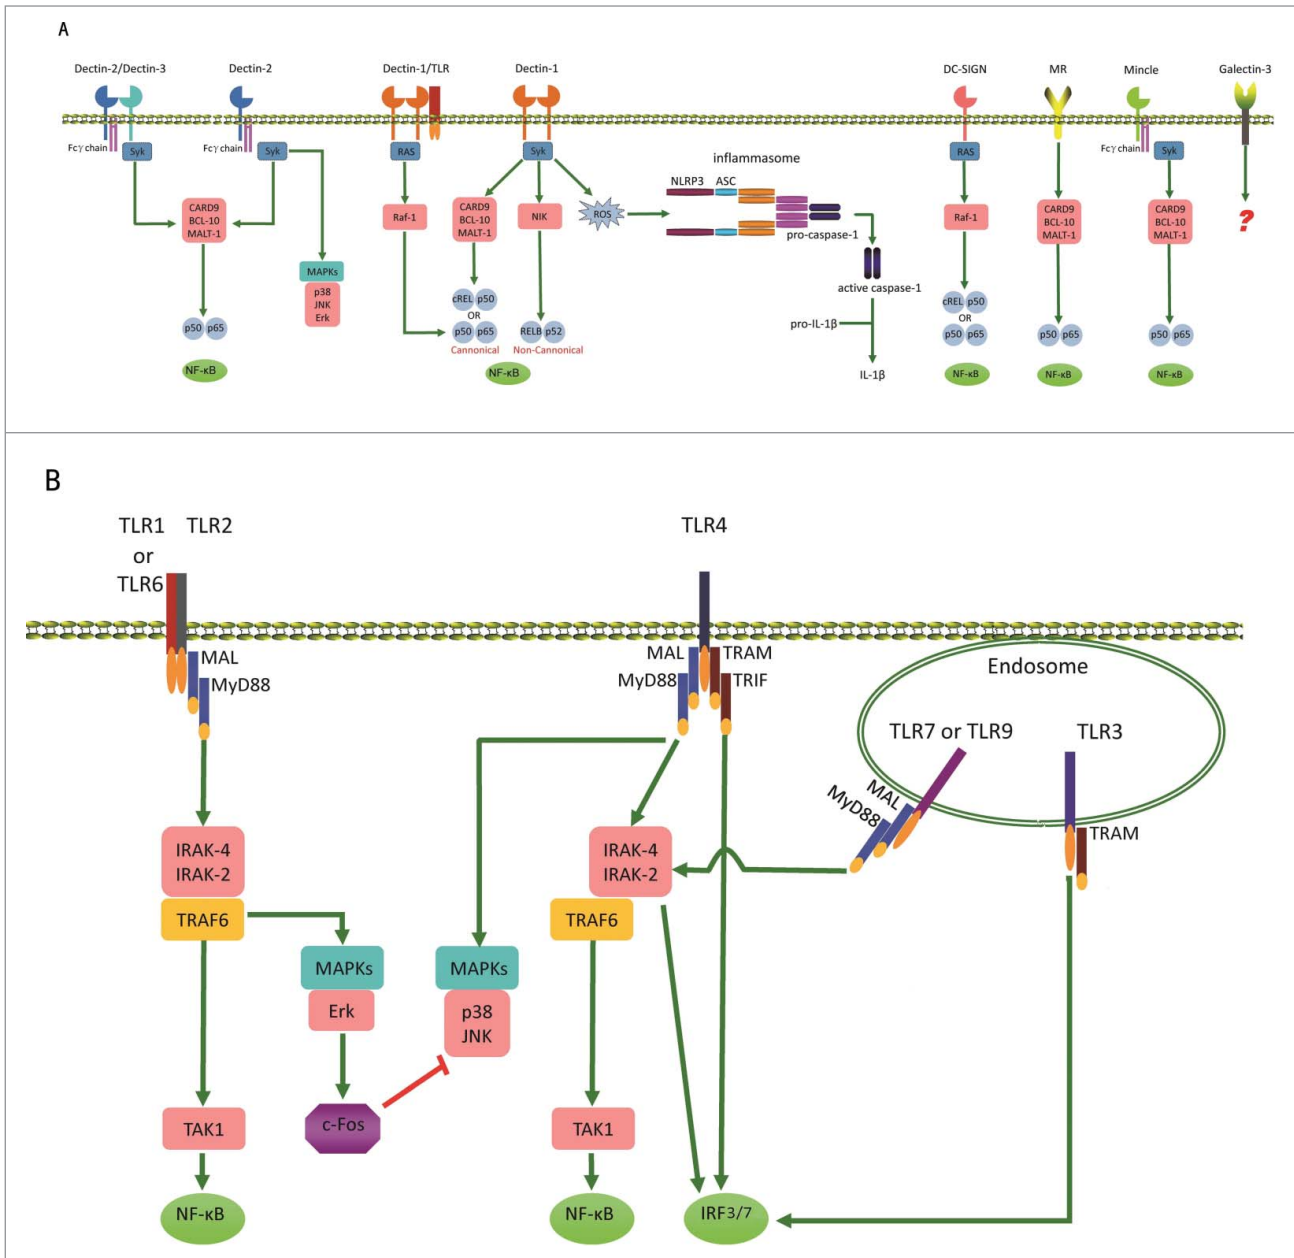 A
Dectin-2/Dectin-3
Dectin-2
Dectin-1/TLR
Dectin-1
DC-SIGN
MR
Mincle
Galectin-3
Fcγ chain
Syk
Fcγ chain
Syk
RAS
Syk
RAS
Fcγ chain
Syk
inflammasome
NLRP3
ASC
CARD9
BCL-10
MALT-1
Raf-1
CARD9
BCL-10
MALT-1
NIK
ROS
pro-caspase-1
Raf-1
CARD9
BCL-10
MALT-1
CARD9
BCL-10
MALT-1
?
MAPKs
p38
JNK
Erk
active caspase-1
cREL p50
OR
p50 p65
Cannonical
RELB p52
Non-Cannonical
pro-IL-1β
IL-1β
cREL p50
OR
p50 p65
p50 p65
p50 p65
p50 p65
NF-κB
NF-κB
NF-κB
NF-κB
NF-κB
B
TLR1
or
TLR6
TLR2
TLR4
MAL
MyD88
MAL
MyD88
TRAM
TRIF
Endosome
TLR7 or TLR9
TLR3
MAL
MyD88
TRAM
IRAK-4
IRAK-2
TRAF6
IRAK-4
IRAK-2
TRAF6
MAPKs
Erk
MAPKs
p38
JNK
c-Fos
TAK1
TAK1
NF-κB
NF-κB
IRF3/7